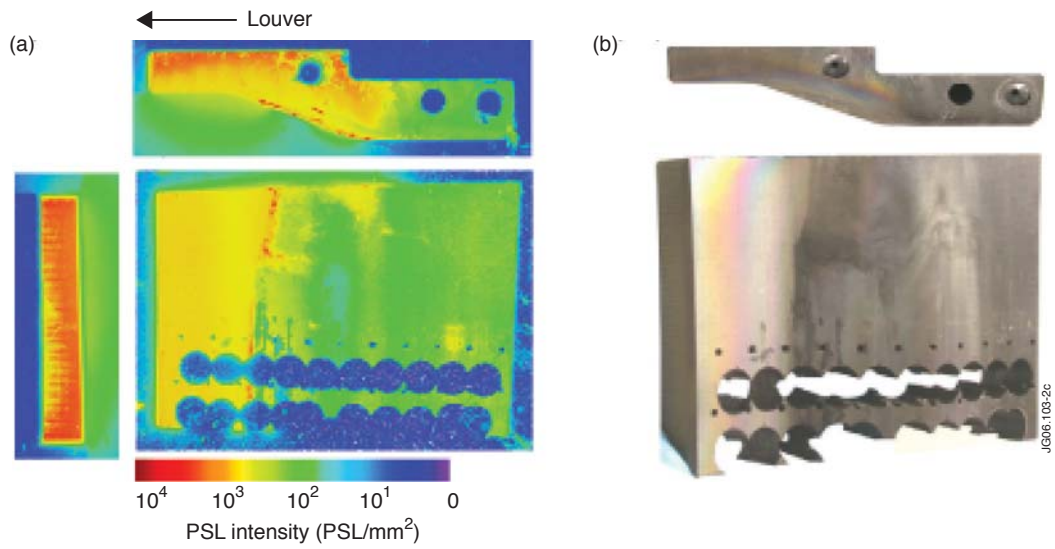 Louver
(a)
(b)
10⁴ 10³ 10² 10¹ 0
PSL intensity (PSL/mm²)
JG06.103-2c